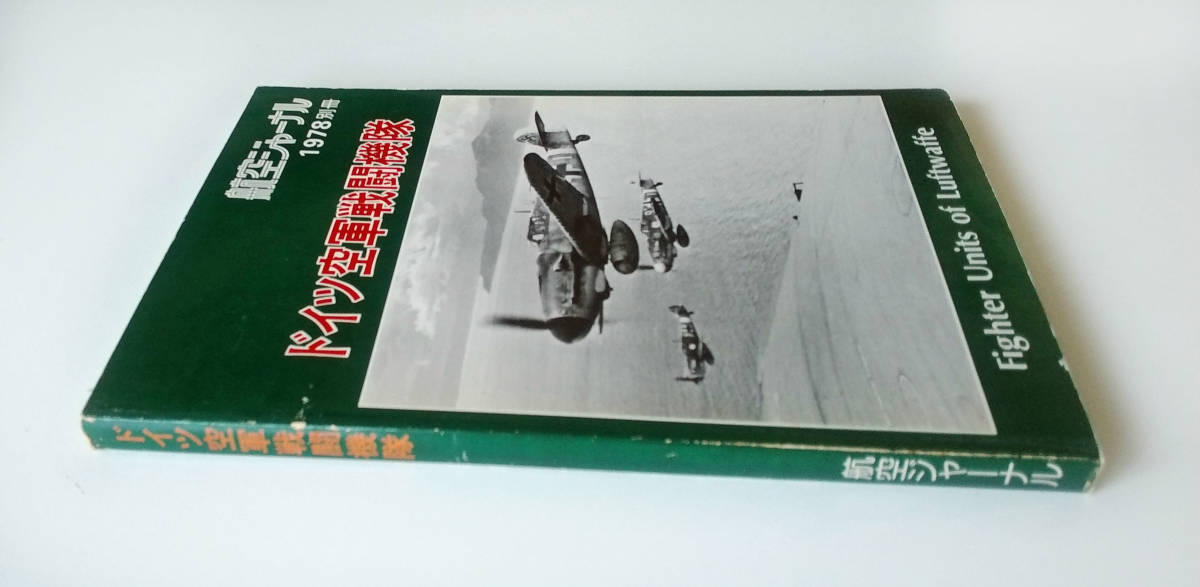 航空ジャーナル
1978別冊
ドイツ空軍戦闘機隊
Fighter Units of Luftwaffe
ドイツ空軍戦闘機隊
航空ジャーナル